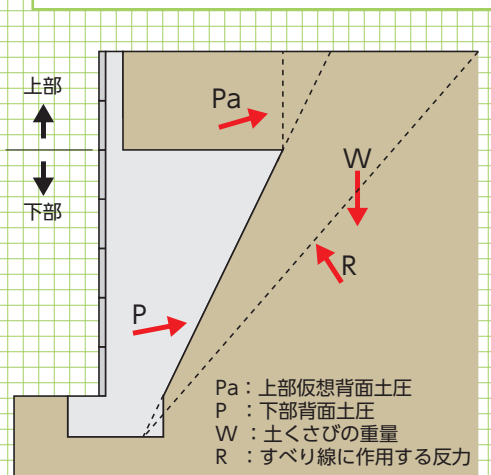 上部
下部
Pa
W
R
P
Pa：上部仮想背面土圧
P ：下部背面土圧
W ：土くさびの重量
R ：すべり線に作用する反力